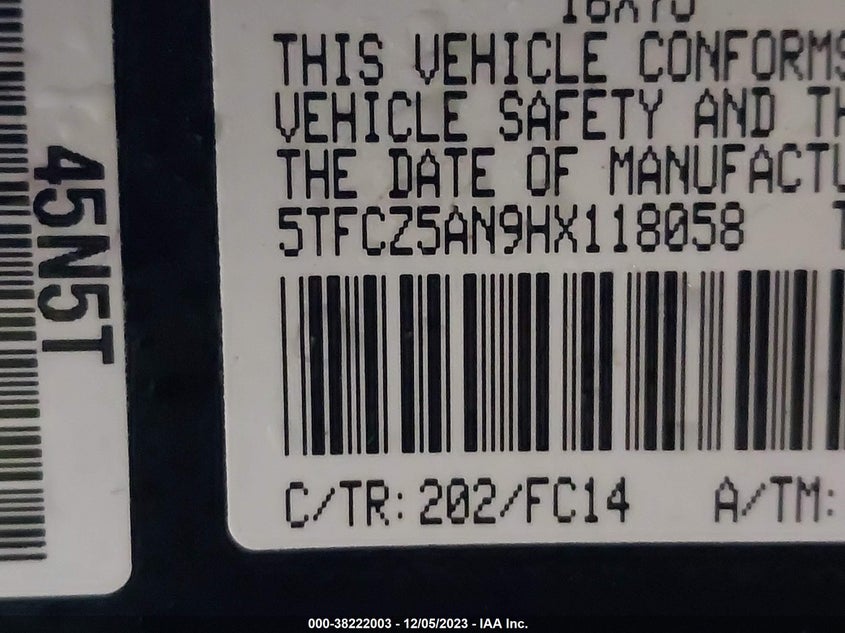 THIS VEHICLE CONFORMS
VEHICLE SAFETY AND TH
THE DATE OF MANUFACTU
5TFCZ5AN9HX118058 T
C/TR: 202/FC14 A/TM:
45N5T
000-38222003 - 12/05/2023 - IAA Inc.